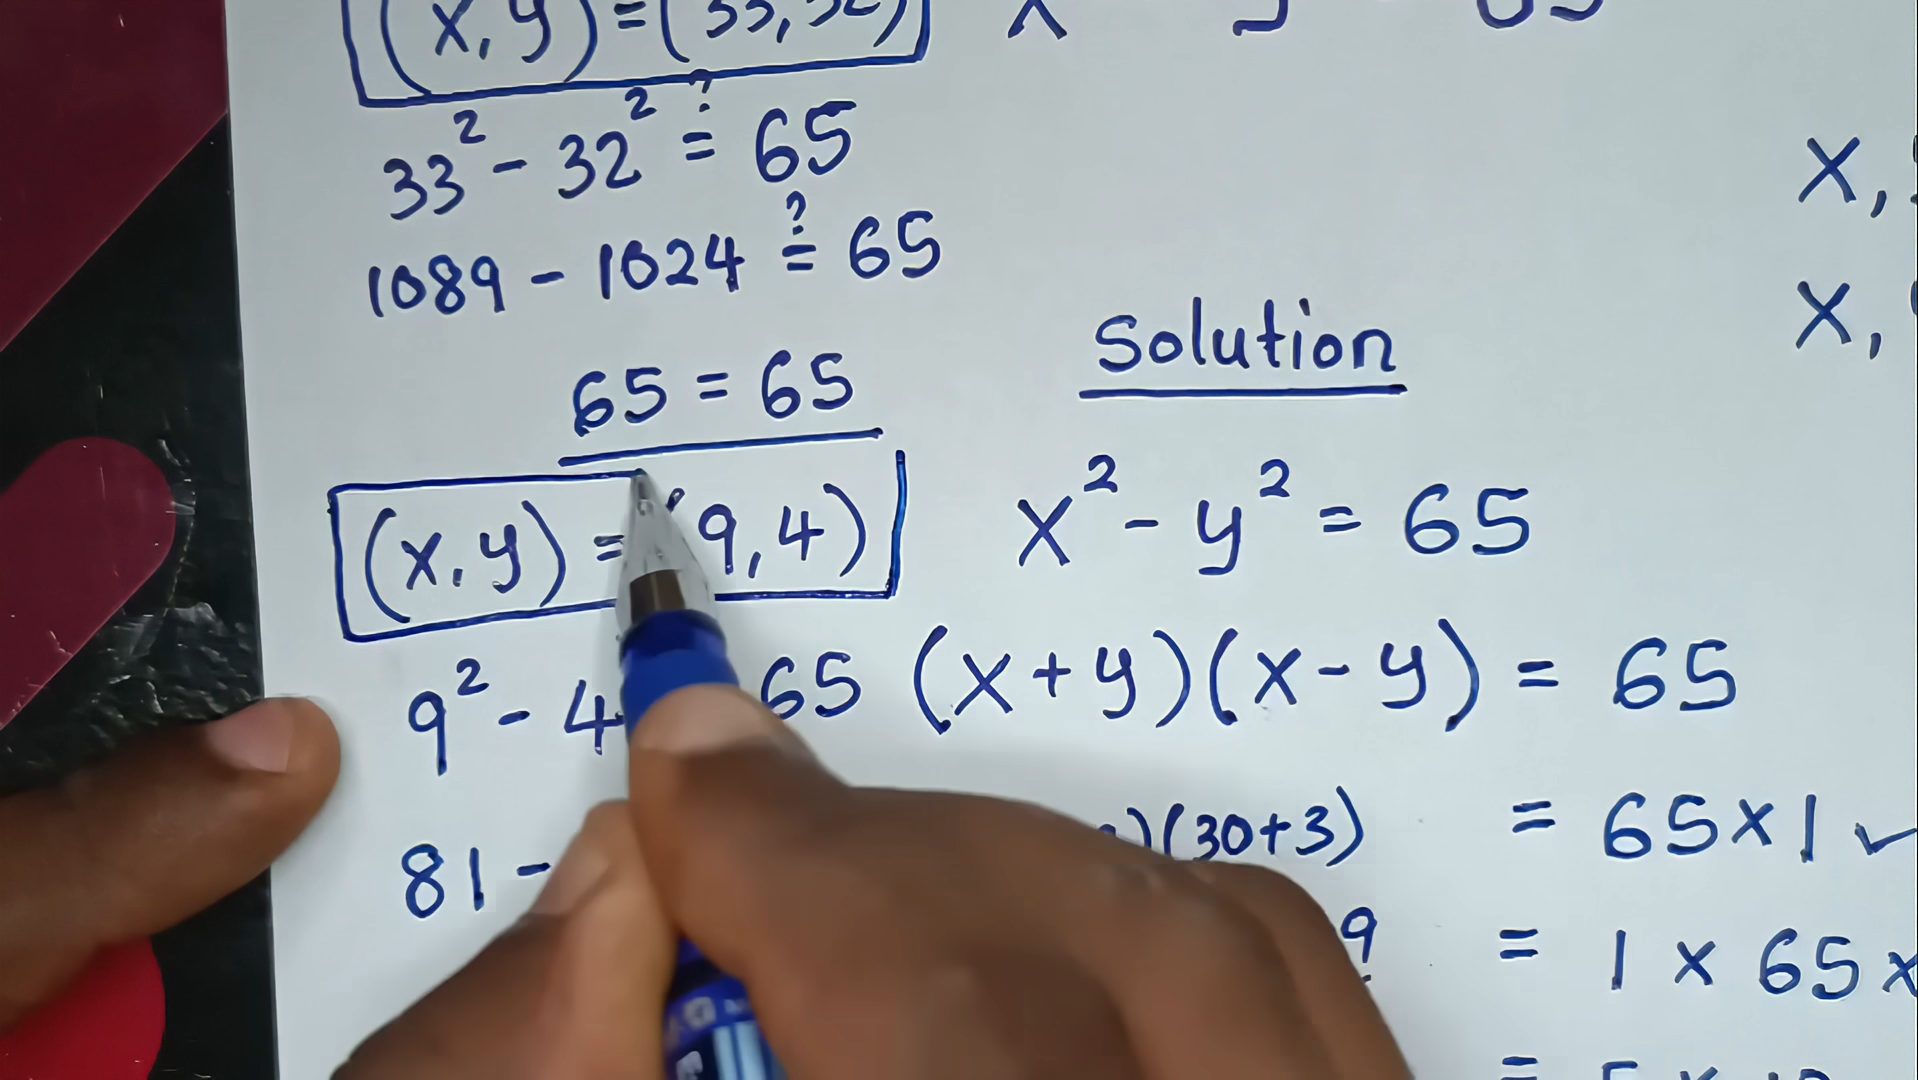 (x, y) = (33, 32)
33² - 32² ≟ 65
1089 - 1024 ≟ 65
65 = 65
(x, y) = (9, 4)
9² - 4 65
81 -
x,
x,
Solution
x² - y² = 65
(x + y)(x - y) = 65
)(30+3) = 65 x 1 ✓
9 = 1 x 65 x
=